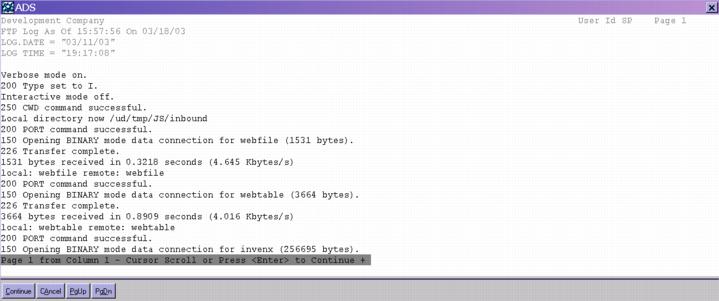 ADS
Development Company User Id SP Page 1
FTP Log As Of 15:57:56 On 03/18/03
LOG.DATE = "03/11/03"
LOG TIME = "19:17:08"
Verbose mode on.
200 Type set to I.
Interactive mode off.
250 CWD command successful.
Local directory now /ud/tmp/JS/inbound
200 PORT command successful.
150 Opening BINARY mode data connection for webfile (1531 bytes).
226 Transfer complete.
1531 bytes received in 0.3218 seconds (4.645 Kbytes/s)
local: webfile remote: webfile
200 PORT command successful.
150 Opening BINARY mode data connection for webtable (3664 bytes).
226 Transfer complete.
3664 bytes received in 0.8909 seconds (4.016 Kbytes/s)
local: webtable remote: webtable
200 PORT command successful.
150 Opening BINARY mode data connection for invenx (256695 bytes).
Page 1 from Column 1 - Cursor Scroll or Press <Enter> to Continue +
Continue CAncel PgUp PgDn